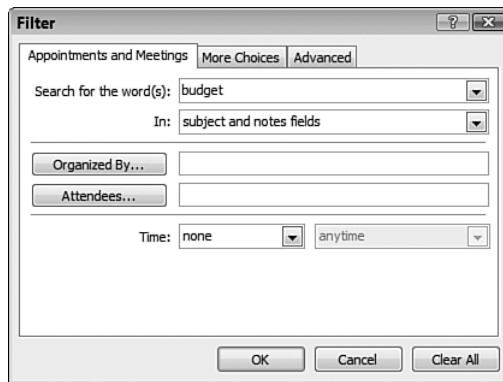 Filter
Appointments and Meetings More Choices Advanced
Search for the word(s): budget
In: subject and notes fields
Organized By...
Attendees...
Time: none anytime
OK Cancel Clear All